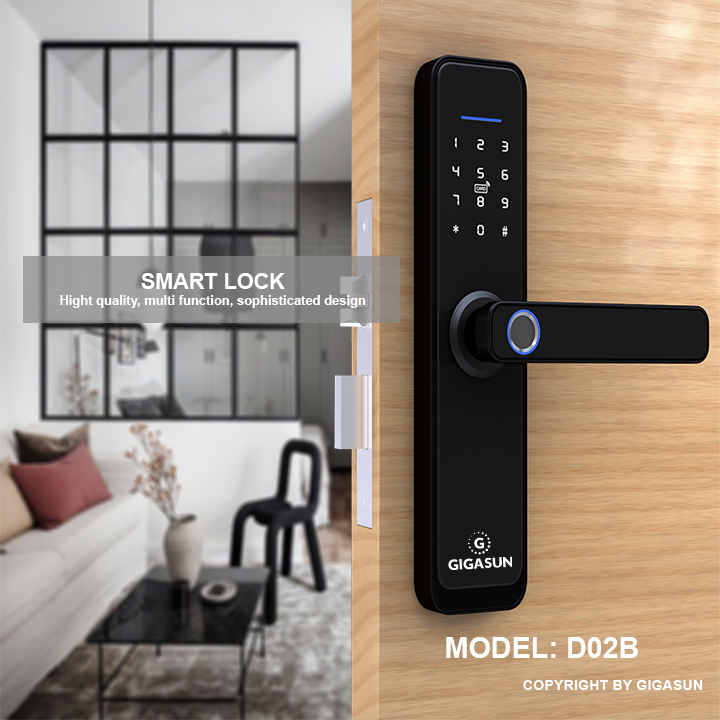 1 2 3
4 5 6
CARD
7 8 9
* 0 #
SMART LOCK
Hight quality, multi function, sophisticated design
G
GIGASUN
MODEL: D02B
COPYRIGHT BY GIGASUN